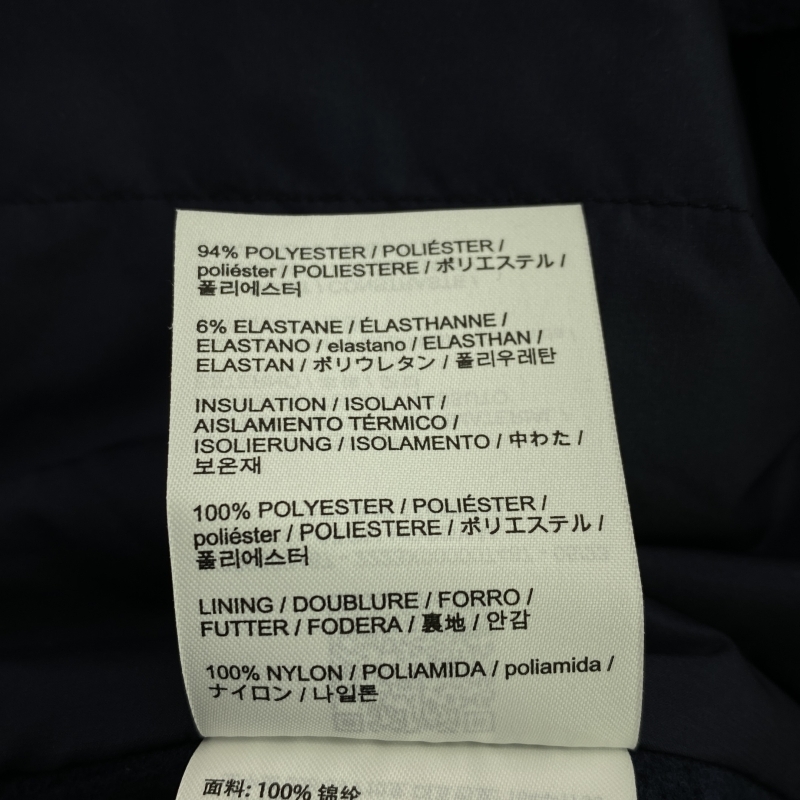 94% POLYESTER / POLIÉSTER /
poliéster / POLIESTERE / ポリエステル /
폴리에스터
6% ELASTANE / ÉLASTHANNE /
ELASTANO / elastano / ELASTHAN /
ELASTAN / ポリウレタン / 폴리우레탄
INSULATION / ISOLANT /
AISLAMIENTO TÉRMICO /
ISOLIERUNG / ISOLAMENTO / 中わた /
보온재
100% POLYESTER / POLIÉSTER /
poliéster / POLIESTERE / ポリエステル /
폴리에스터
LINING / DOUBLURE / FORRO /
FUTTER / FODERA / 裏地 / 안감
100% NYLON / POLIAMIDA / poliamida /
ナイロン / 나일론
面料: 100% 锦纶